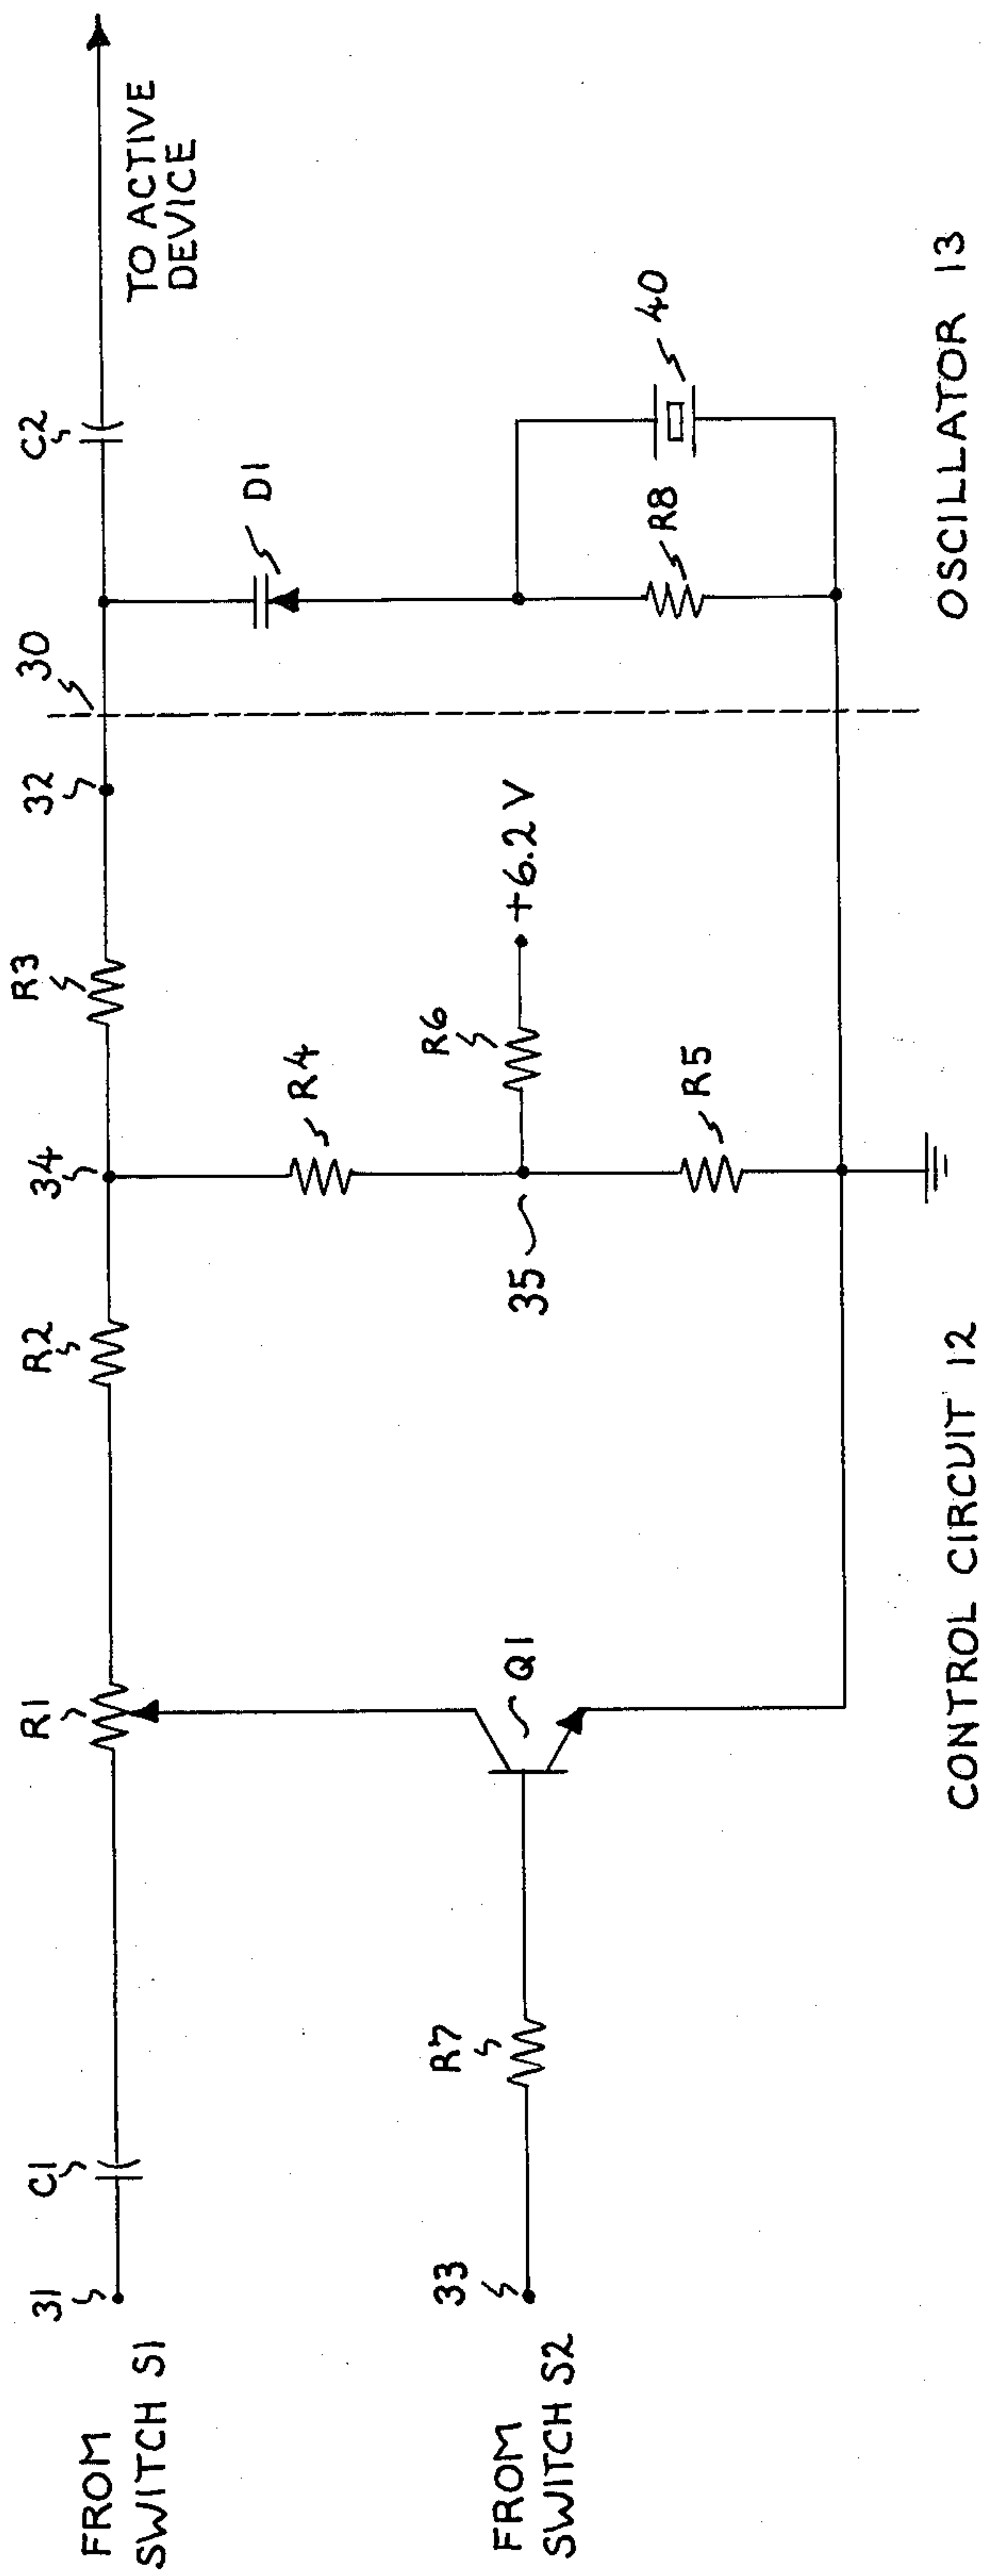 FROM
SWITCH S1
31
C1
R1
R2
34
R3
32
30
C2
TO ACTIVE
DEVICE
D1
R4
R6
+6.2 V
35
R5
R8
40
Q1
FROM
SWITCH S2
33
R7
CONTROL CIRCUIT 12
OSCILLATOR 13